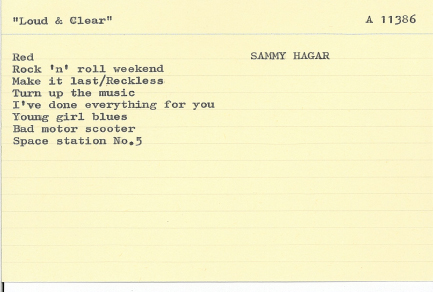 "Loud & Clear" A 11386
Red SAMMY HAGAR
Rock 'n' roll weekend
Make it last/Reckless
Turn up the music
I've done everything for you
Young girl blues
Bad motor scooter
Space station No.5